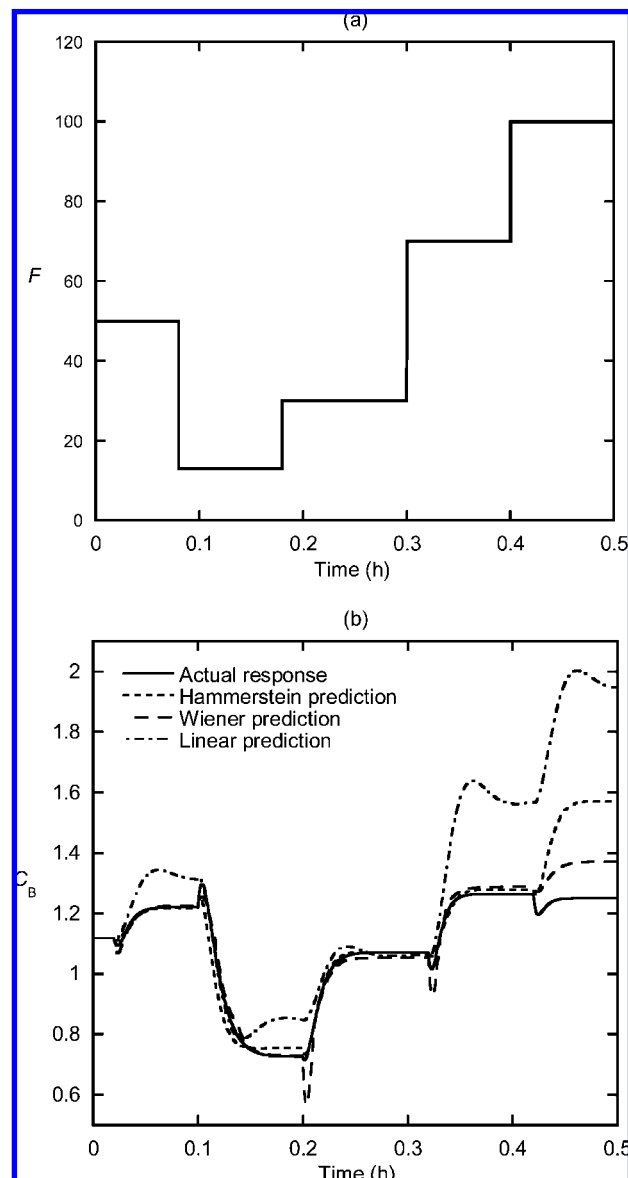 (a)
120
100
80
60
40
20
0
F
0 0.1 0.2 0.3 0.4 0.5
Time (h)
(b)
2
1.8
1.6
1.4
1.2
1
0.8
0.6
C_B
Actual response
Hammerstein prediction
Wiener prediction
Linear prediction
0 0.1 0.2 0.3 0.4 0.5
Time (h)